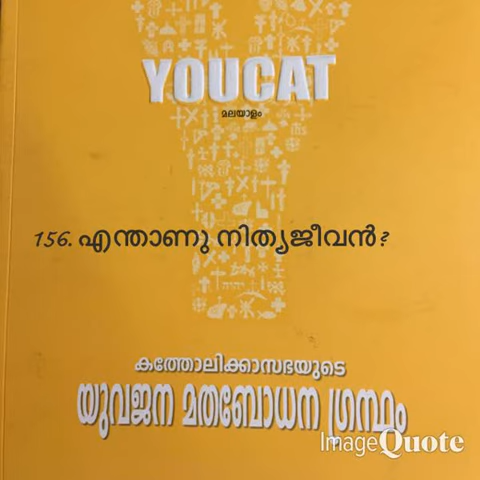 YOUCAT
മലയാളം
156. എന്താണു നിത്യജീവൻ?
കത്തോലിക്കാസഭയുടെ
യുവജന മതബോധന ഗ്രന്ഥം
ImageQuote